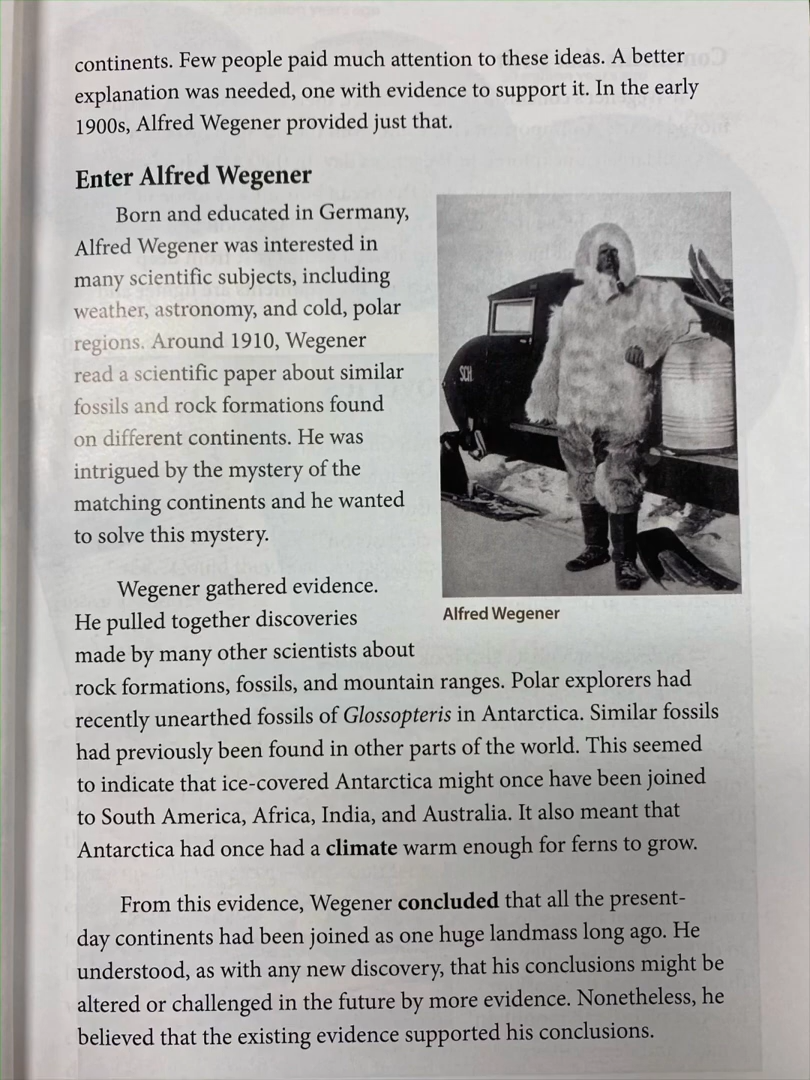 continents. Few people paid much attention to these ideas. A better
explanation was needed, one with evidence to support it. In the early
1900s, Alfred Wegener provided just that.
Enter Alfred Wegener
Born and educated in Germany,
Alfred Wegener was interested in
many scientific subjects, including
weather, astronomy, and cold, polar
regions. Around 1910, Wegener
read a scientific paper about similar
fossils and rock formations found
on different continents. He was
intrigued by the mystery of the
matching continents and he wanted
to solve this mystery.
SCH
Alfred Wegener
Wegener gathered evidence.
He pulled together discoveries
made by many other scientists about
rock formations, fossils, and mountain ranges. Polar explorers had
recently unearthed fossils of Glossopteris in Antarctica. Similar fossils
had previously been found in other parts of the world. This seemed
to indicate that ice-covered Antarctica might once have been joined
to South America, Africa, India, and Australia. It also meant that
Antarctica had once had a climate warm enough for ferns to grow.
From this evidence, Wegener concluded that all the present-
day continents had been joined as one huge landmass long ago. He
understood, as with any new discovery, that his conclusions might be
altered or challenged in the future by more evidence. Nonetheless, he
believed that the existing evidence supported his conclusions.